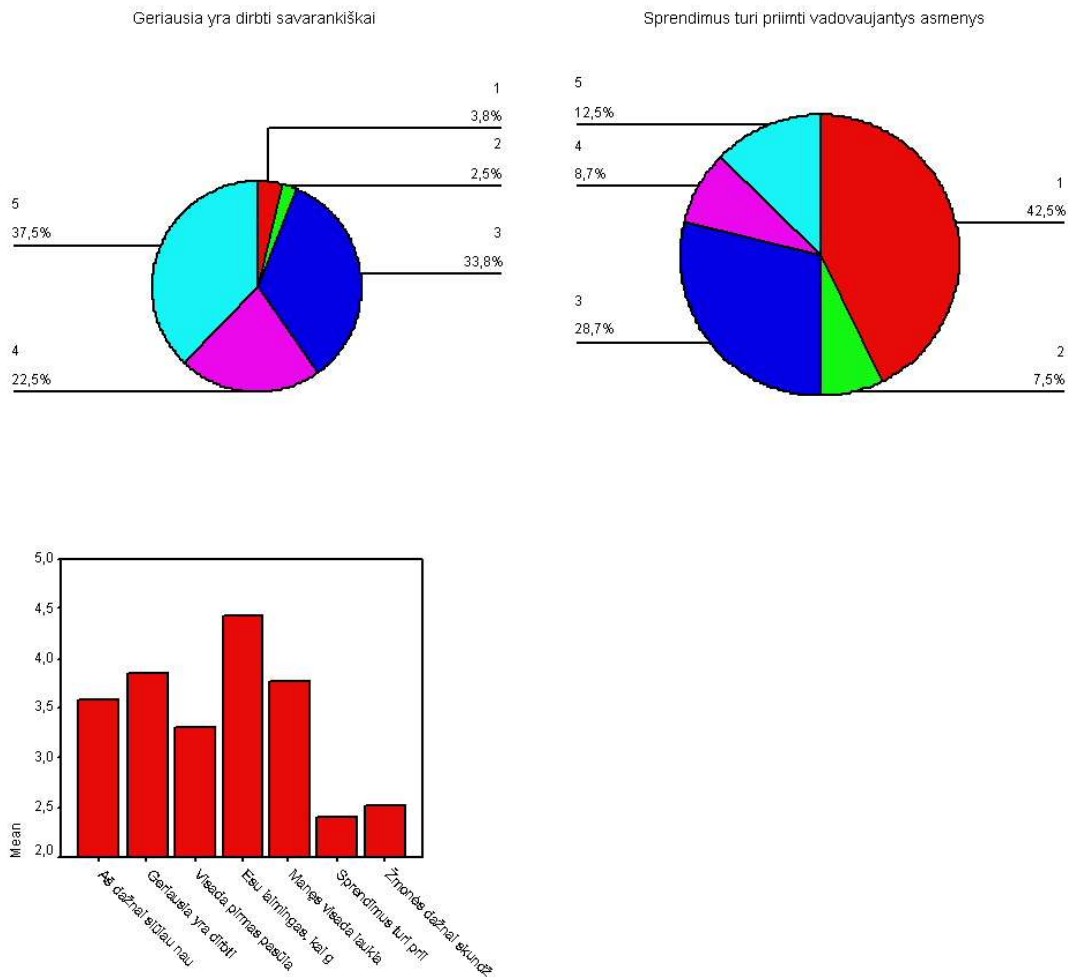 Geriausia yra dirbti savarankiškai
1
3,8%
2
2,5%
3
33,8%
5
37,5%
4
22,5%
Sprendimus turi priimti vadovaujantys asmenys
5
12,5%
4
8,7%
3
28,7%
1
42,5%
2
7,5%
5,0
4,5
4,0
3,5
3,0
2,5
2,0
Mean
Aš dažnai siūlau nau
Geriausia yra dirbti
Visada pirmas pasūla
Esu laimingas, kai g
Manęs visada laukia
Sprendimus turi prii
Žmonės dažnai skundž